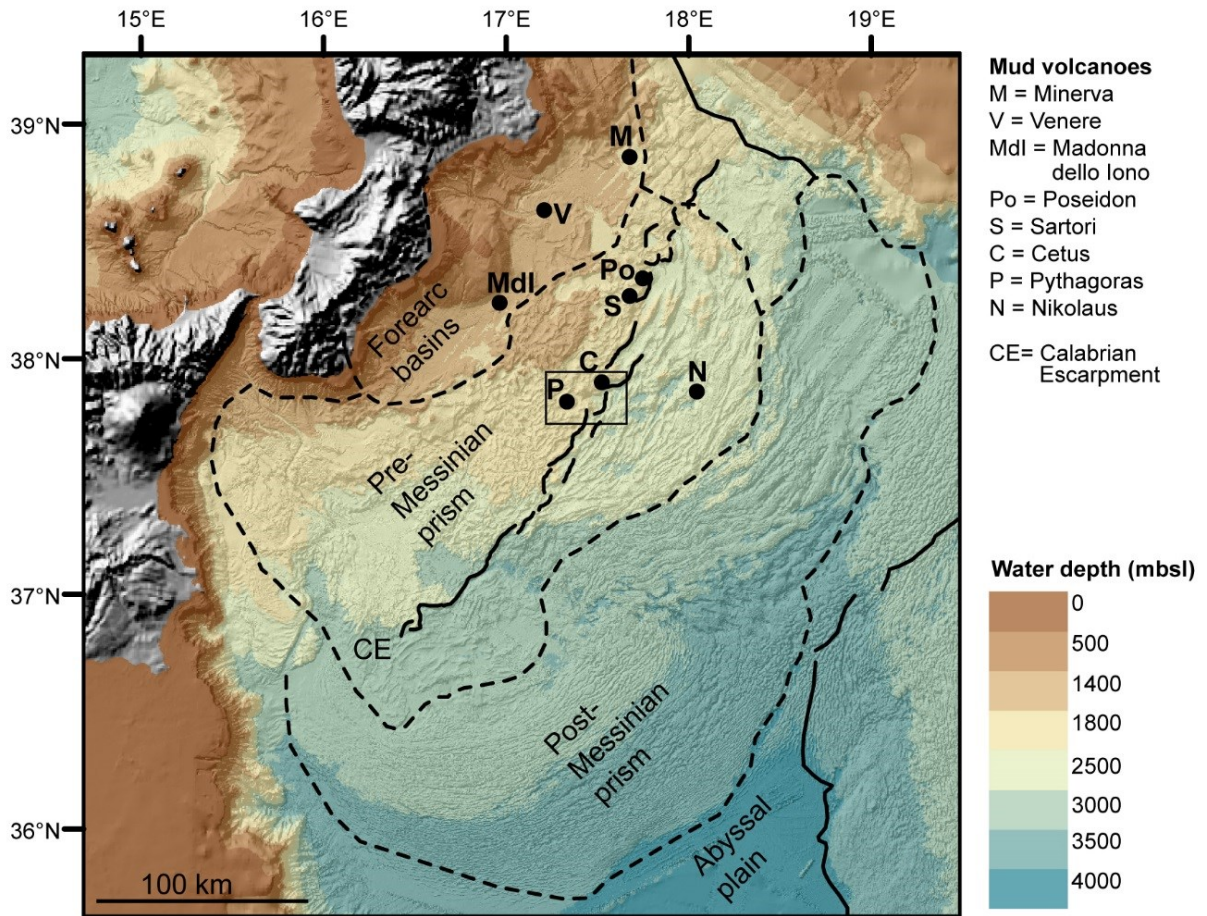 15°E 16°E 17°E 18°E 19°E
39°N
38°N
37°N
36°N
M
V
Mdl
Po
S
C
P
N
Forearc
basins
Pre-
Messinian
prism
CE
Post-
Messinian
prism
Abyssal
plain
100 km
Mud volcanoes
M = Minerva
V = Venere
Mdl = Madonna
dello Iono
Po = Poseidon
S = Sartori
C = Cetus
P = Pythagoras
N = Nikolaus
CE= Calabrian
Escarpment
Water depth (mbsl)
0
500
1400
1800
2500
3000
3500
4000